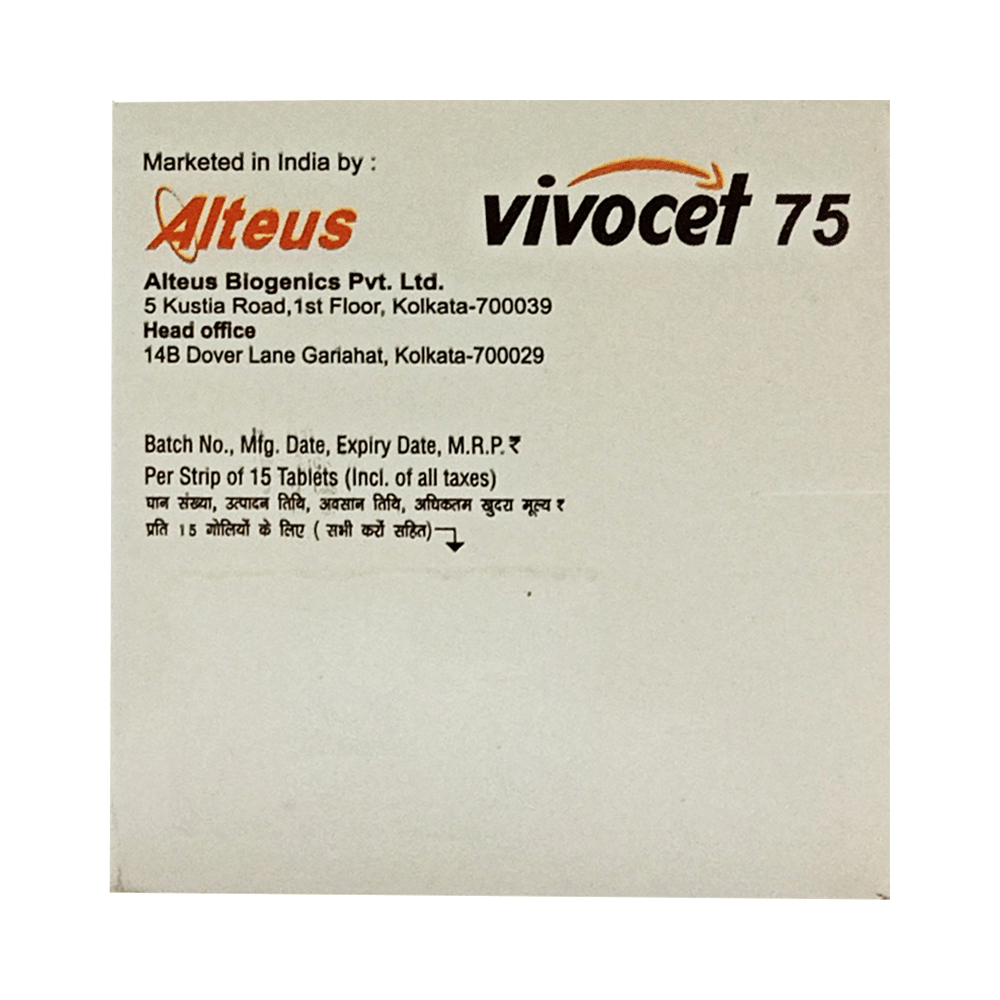 Marketed in India by :
Alteus
vivocet 75
Alteus Biogenics Pvt. Ltd.
5 Kustia Road,1st Floor, Kolkata-700039
Head office
14B Dover Lane Gariahat, Kolkata-700029
Batch No., Mfg. Date, Expiry Date, M.R.P. ₹
Per Strip of 15 Tablets (Incl. of all taxes)
घान संख्या, उत्पादन तिथि, अवसान तिथि, अधिकतम खुदरा मूल्य ₹
प्रति 15 गोलियों के लिए ( सभी करों सहित)